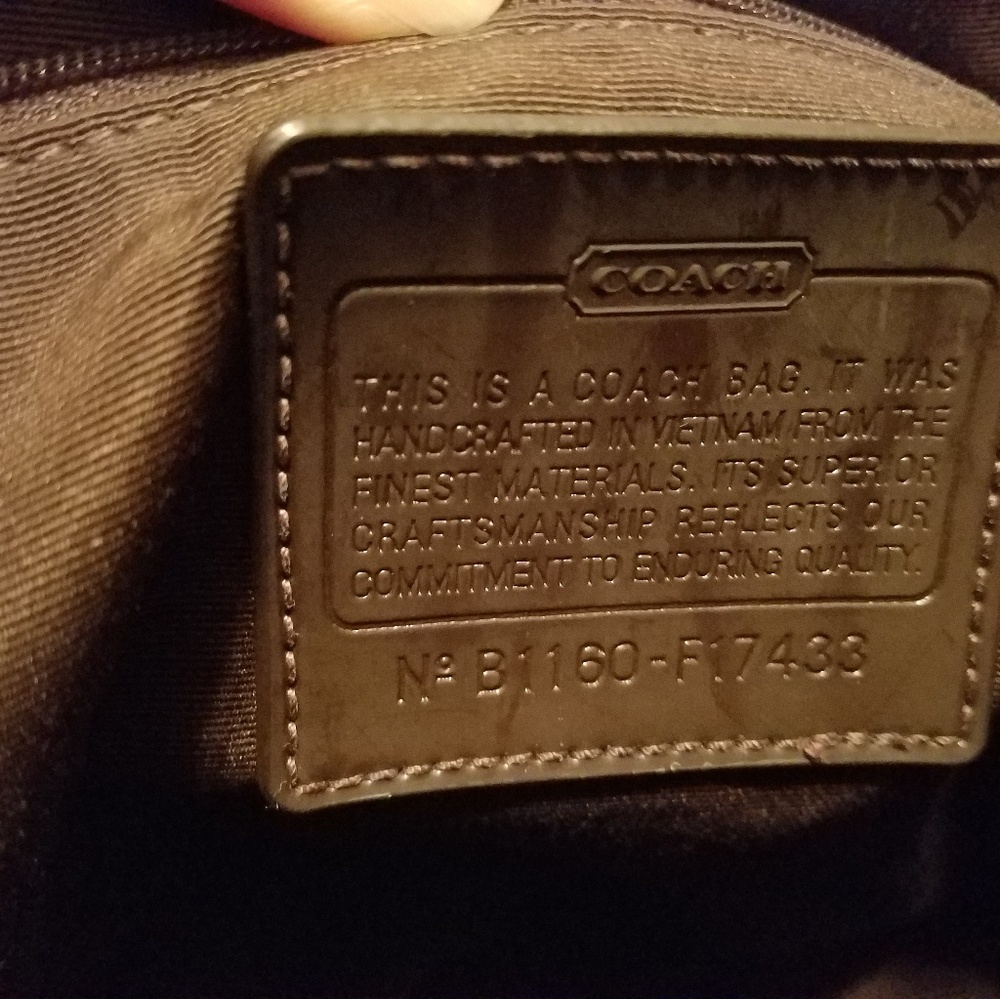 COACH
THIS IS A COACH BAG. IT WAS
HANDCRAFTED IN VIETNAM FROM THE
FINEST MATERIALS. ITS SUPERIOR
CRAFTSMANSHIP REFLECTS OUR
COMMITMENT TO ENDURING QUALITY.
Nº B1160-F17433